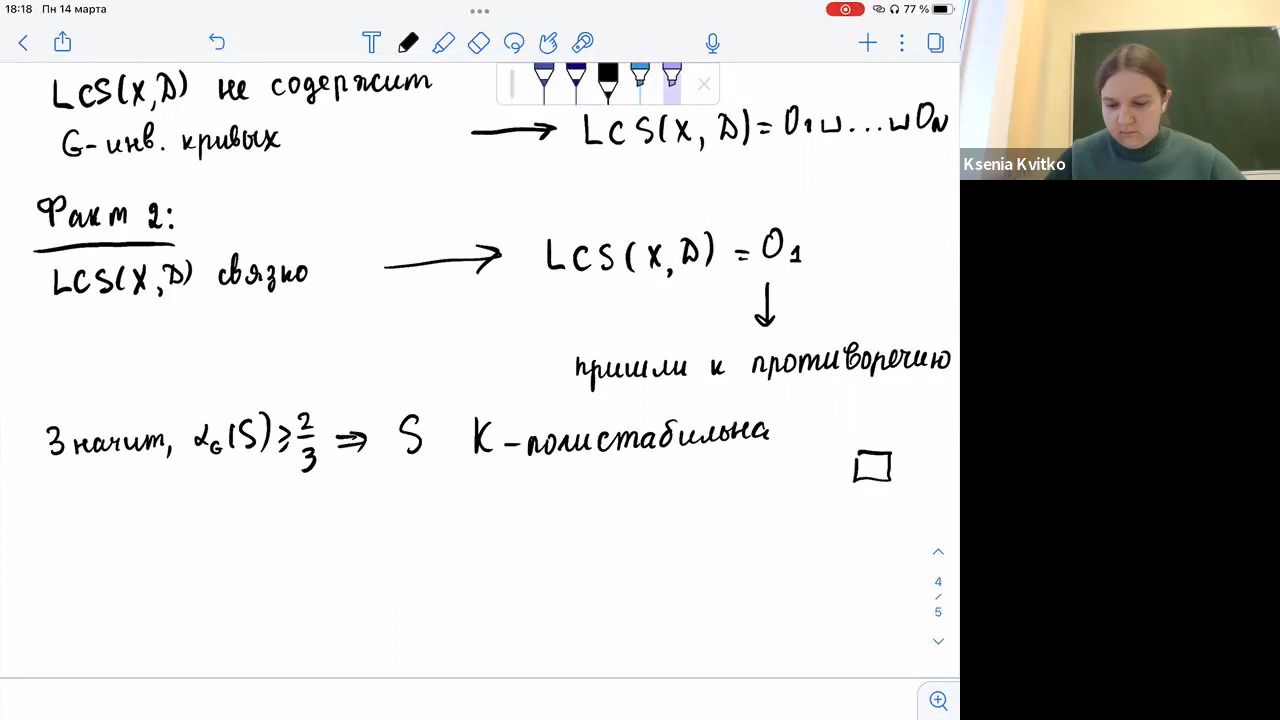 18:18 Пн 14 марта
77 %
LCS(X,D) не содержит
G-инв. кривых
→ LCS(X, D) = O₁ ⊔ ... ⊔ O_N
Ksenia Kvitko
Факт 2:
LCS(X,D) связно → LCS(X,D) = O₁
↓
пришли к противоречию
Значит, α_G(S) ≥ 2/3 ⇒ S K-полистабильна
□
4
/
5